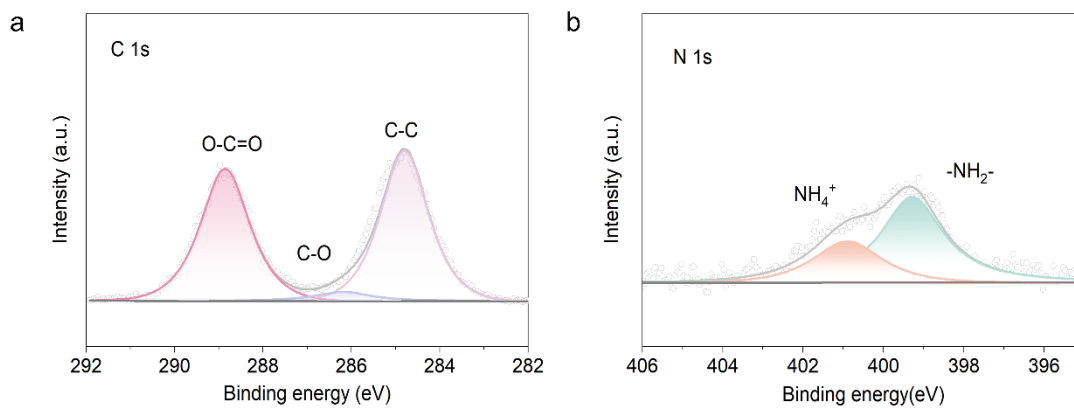 a
C 1s
O-C=O
C-O
C-C
Intensity (a.u.)
292 290 288 286 284 282
Binding energy (eV)
b
N 1s
NH₄⁺
-NH₂-
Intensity (a.u.)
406 404 402 400 398 396
Binding energy(eV)